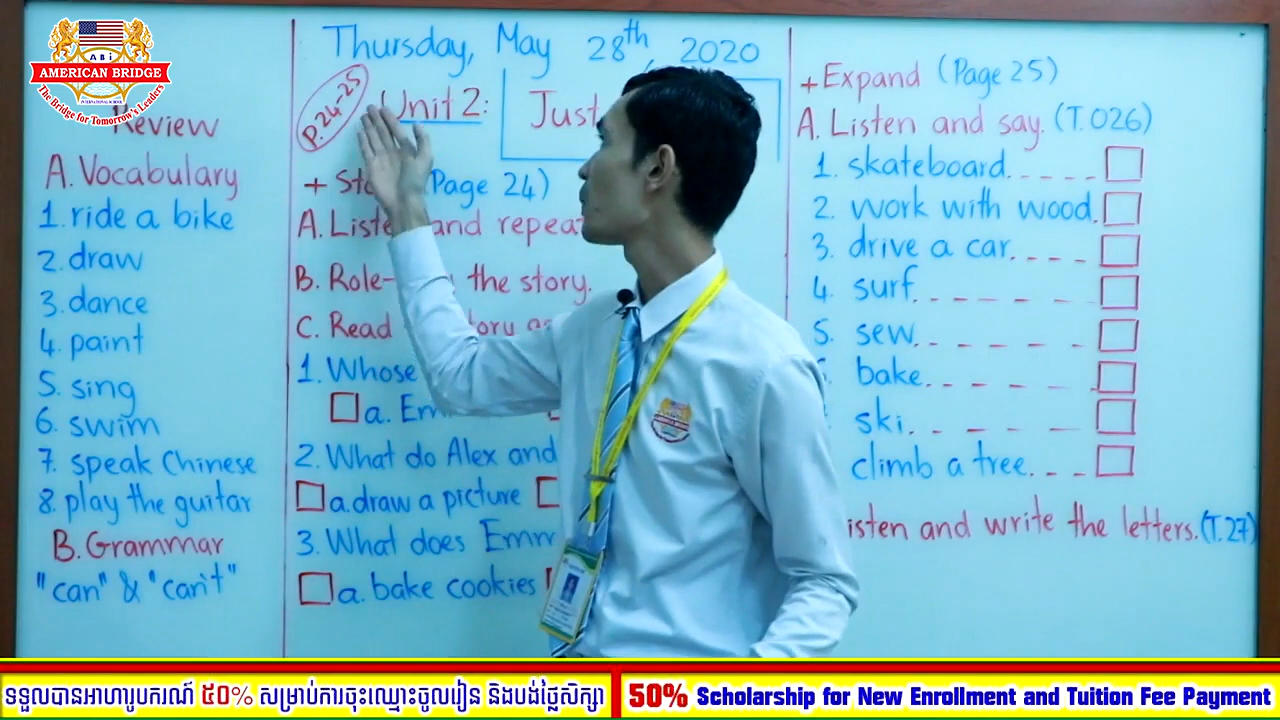 ABi
AMERICAN BRIDGE
INTERNATIONAL SCHOOL
The Bridge for Tomorrow's Leaders
Review
A. Vocabulary
1. ride a bike
2. draw
3. dance
4. paint
5. sing
6. swim
7. speak Chinese
8. play the guitar
B. Grammar
"can" & "can't"
Thursday, May 28th, 2020
P.24-25
Unit 2: Just
+ Sto (Page 24)
A. Liste and repea
B. Role- the story.
C. Read ory
1. Whose
a. Em
2. What do Alex and
a. draw a picture
3. What does Emm
a. bake cookies
+ Expand (Page 25)
A. Listen and say. (T.026)
1. skateboard. - - - - -
2. work with wood.
3. drive a car. - - - -
4. surf. - - - - - -
5. sew. - - - - - -
bake. - - - - - -
ski. - - - - - -
climb a tree. - - -
isten and write the letters. (T.27)
ទទួលបានអាហារូបករណ៍ ៥០% សម្រាប់ការចុះឈ្មោះចូលរៀន និងបង់ថ្លៃសិក្សា
50% Scholarship for New Enrollment and Tuition Fee Payment